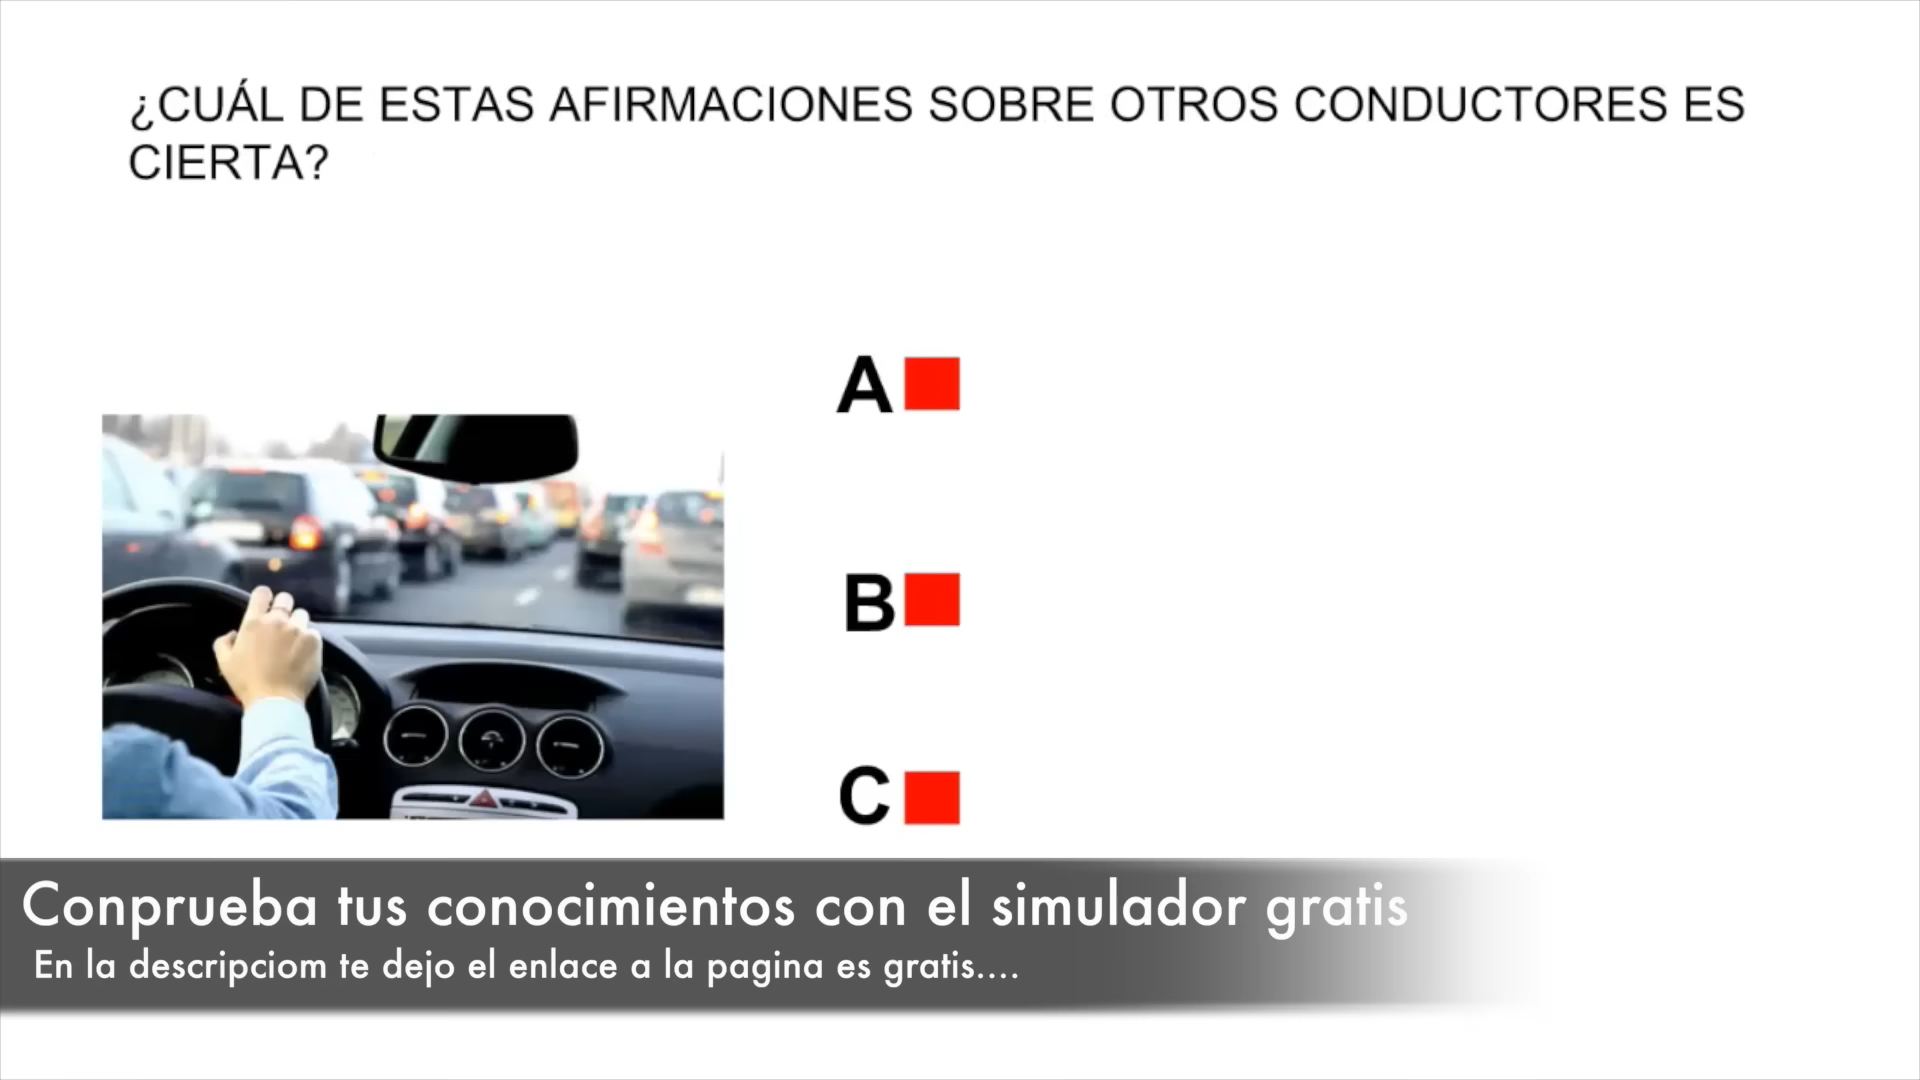 ¿CUÁL DE ESTAS AFIRMACIONES SOBRE OTROS CONDUCTORES ES
CIERTA?
A
B
C
Conprueba tus conocimientos con el simulador gratis
En la descripciom te dejo el enlace a la pagina es gratis....